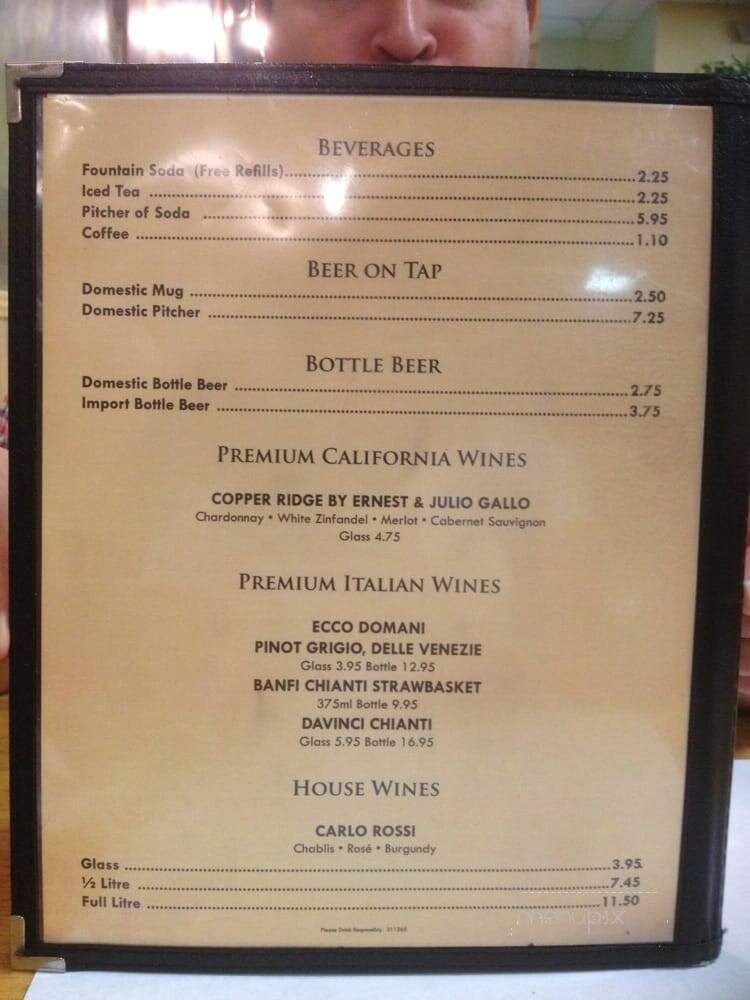 BEVERAGES
Fountain Soda (Free Refills)......2.25
Iced Tea ......2.25
Pitcher of Soda ......5.95
Coffee ......1.10
BEER ON TAP
Domestic Mug ......2.50
Domestic Pitcher ......7.25
BOTTLE BEER
Domestic Bottle Beer ......2.75
Import Bottle Beer ......3.75
PREMIUM CALIFORNIA WINES
COPPER RIDGE BY ERNEST & JULIO GALLO
Chardonnay • White Zinfandel • Merlot • Cabernet Sauvignon
Glass 4.75
PREMIUM ITALIAN WINES
ECCO DOMANI
PINOT GRIGIO, DELLE VENEZIE
Glass 3.95 Bottle 12.95
BANFI CHIANTI STRAWBASKET
375ml Bottle 9.95
DAVINCI CHIANTI
Glass 5.95 Bottle 16.95
HOUSE WINES
CARLO ROSSI
Chablis • Rosé • Burgundy
Glass ......3.95
½ Litre ......7.45
Full Litre ......11.50
menupix
Please Drink Responsibly